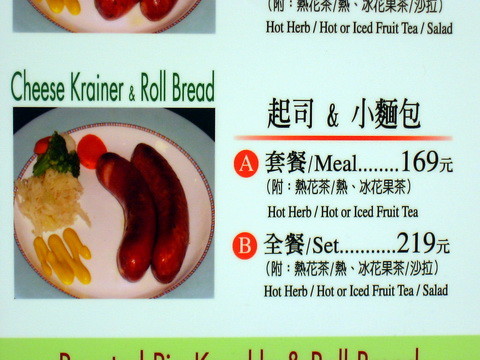 (附：熱花茶/熱、冰花果茶/沙拉)
Hot Herb / Hot or Iced Fruit Tea / Salad
Cheese Krainer & Roll Bread
起司 & 小麵包
A 套餐/Meal........169元
(附：熱花茶/熱、冰花果茶)
Hot Herb / Hot or Iced Fruit Tea
B 全餐/Set...........219元
(附：熱花茶/熱、冰花果茶/沙拉)
Hot Herb / Hot or Iced Fruit Tea / Salad
& Roll Bread